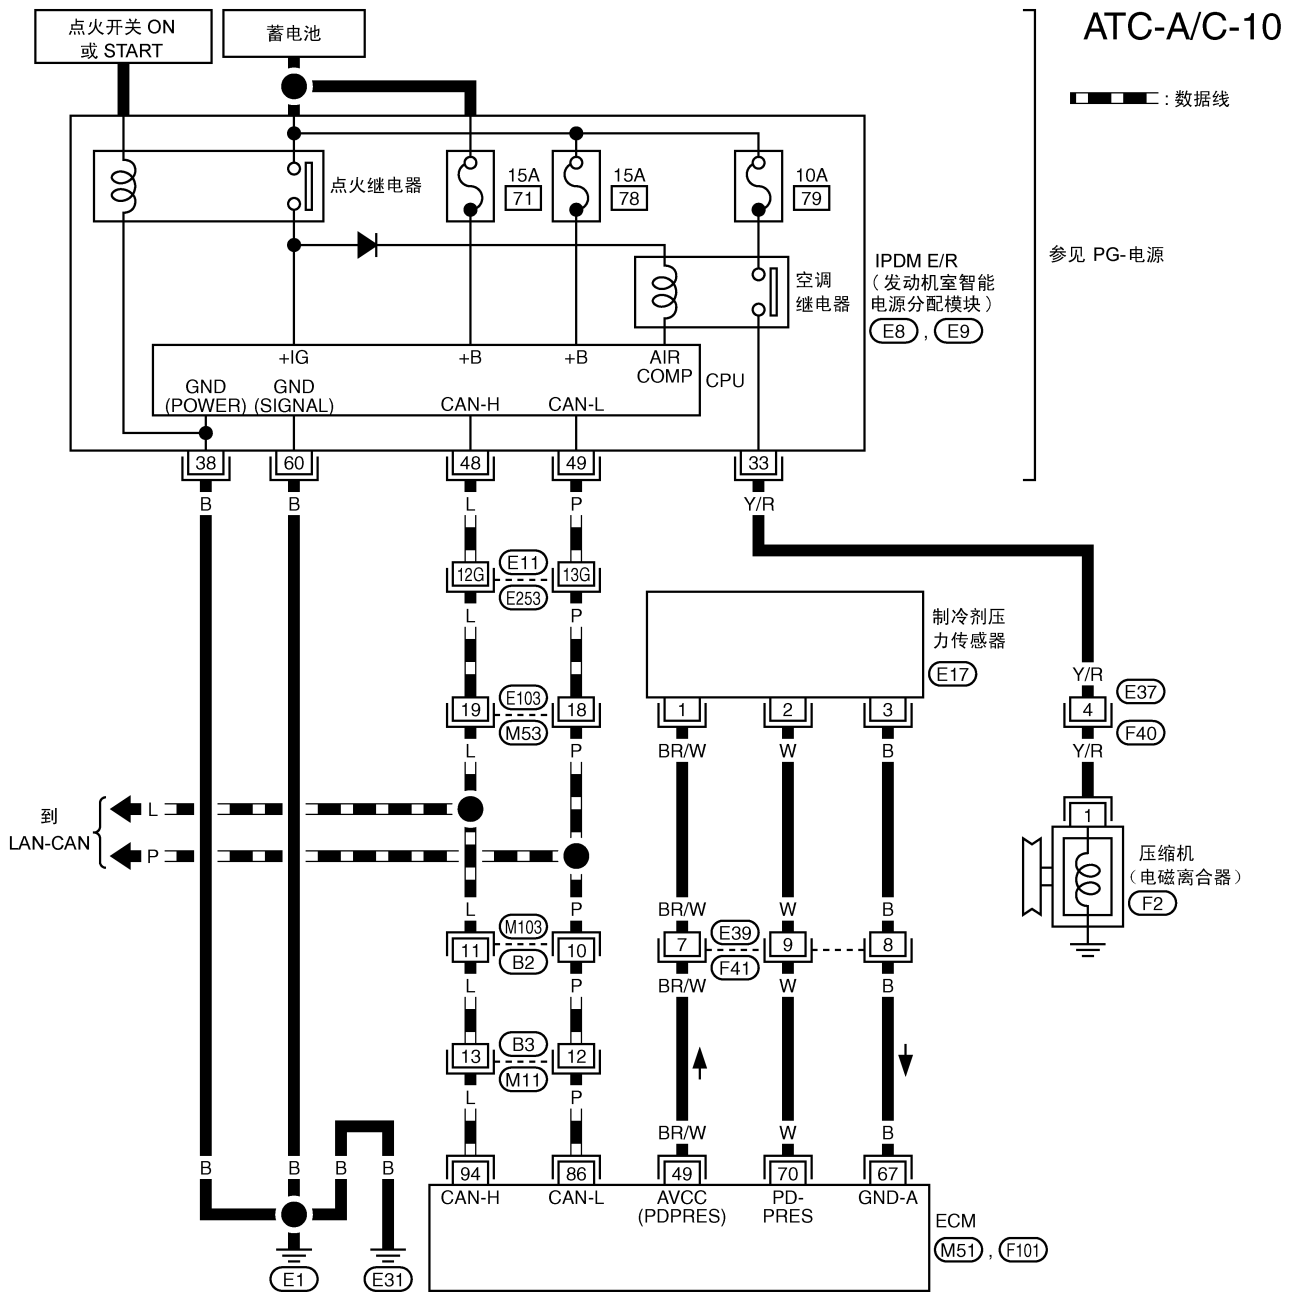 点火开关 ON
或 START
蓄电池
ATC-A/C-10
: 数据线
点火继电器
15A
71
15A
78
10A
79
空调
继电器
IPDM E/R
（发动机室智能
电源分配模块）
E8 , E9
参见 PG-电源
+IG
+B
+B
AIR
COMP
CPU
GND
(POWER)
GND
(SIGNAL)
CAN-H
CAN-L
38
60
48
49
33
B
B
L
P
Y/R
12G
E11
E253
13G
L
P
制冷剂压
力传感器
E17
Y/R
4
E37
F40
Y/R
19
E103
M53
18
1
2
3
L
P
BR/W
W
B
到
LAN-CAN
L
P
1
压缩机
（电磁离合器）
F2
L
P
BR/W
W
B
11
M103
B2
10
7
E39
F41
9
8
L
P
BR/W
W
B
13
B3
M11
12
L
P
BR/W
W
B
B
B
B
B
94
86
49
70
67
CAN-H
CAN-L
AVCC
(PDPRES)
PD-
PRES
GND-A
ECM
M51 , F101
E1
E31